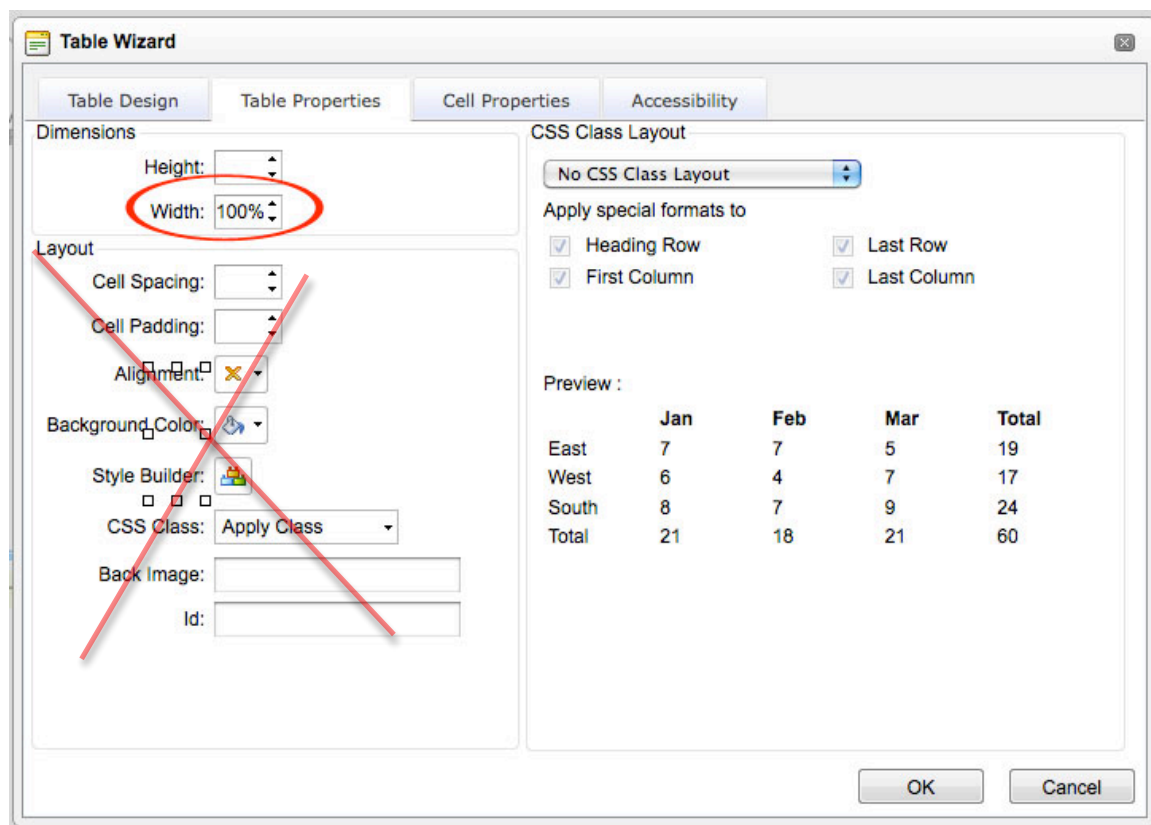 Table Wizard
Table Design Table Properties Cell Properties Accessibility
Dimensions
Height:
Width: 100%
Layout
Cell Spacing:
Cell Padding:
Alignment:
Background Color:
Style Builder:
CSS Class: Apply Class
Back Image:
Id:
CSS Class Layout
No CSS Class Layout
Apply special formats to
Heading Row Last Row
First Column Last Column
Preview :
Jan Feb Mar Total
East 7 7 5 19
West 6 4 7 17
South 8 7 9 24
Total 21 18 21 60
OK Cancel